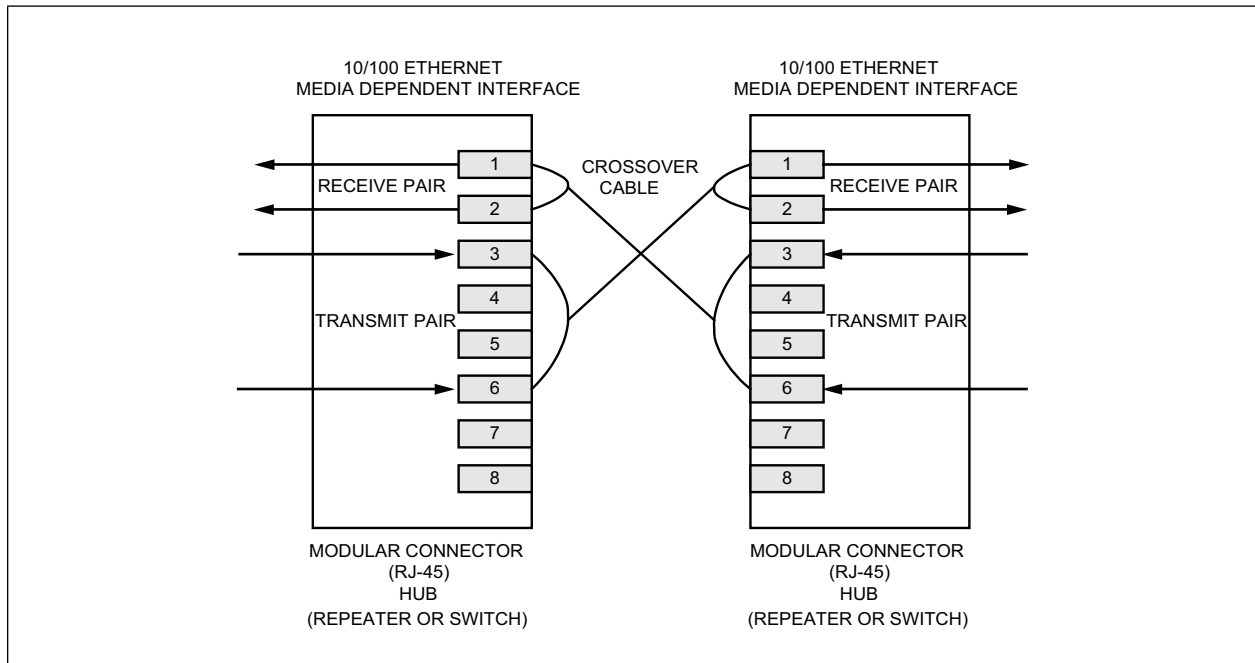 10/100 ETHERNET
MEDIA DEPENDENT INTERFACE
1
RECEIVE PAIR
2
3
4
TRANSMIT PAIR
5
6
7
8
MODULAR CONNECTOR
(RJ-45)
HUB
(REPEATER OR SWITCH)
CROSSOVER
CABLE
10/100 ETHERNET
MEDIA DEPENDENT INTERFACE
1
RECEIVE PAIR
2
3
4
TRANSMIT PAIR
5
6
7
8
MODULAR CONNECTOR
(RJ-45)
HUB
(REPEATER OR SWITCH)